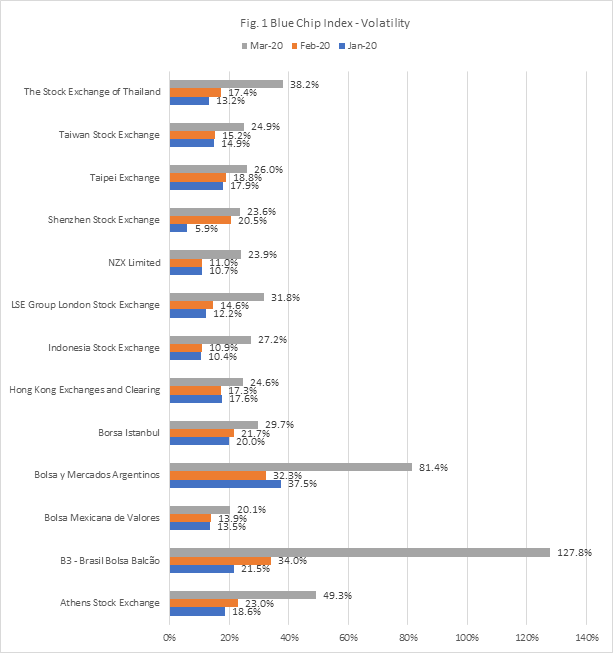 Fig. 1 Blue Chip Index - Volatility
Mar-20 Feb-20 Jan-20
The Stock Exchange of Thailand
38.2%
17.4%
13.2%
Taiwan Stock Exchange
24.9%
15.2%
14.9%
Taipei Exchange
26.0%
18.8%
17.9%
Shenzhen Stock Exchange
23.6%
20.5%
5.9%
NZX Limited
23.9%
11.0%
10.7%
LSE Group London Stock Exchange
31.8%
14.6%
12.2%
Indonesia Stock Exchange
27.2%
10.9%
10.4%
Hong Kong Exchanges and Clearing
24.6%
17.3%
17.6%
Borsa Istanbul
29.7%
21.7%
20.0%
Bolsa y Mercados Argentinos
81.4%
32.3%
37.5%
Bolsa Mexicana de Valores
20.1%
13.9%
13.5%
B3 - Brasil Bolsa Balcão
127.8%
34.0%
21.5%
Athens Stock Exchange
49.3%
23.0%
18.6%
0% 20% 40% 60% 80% 100% 120% 140%